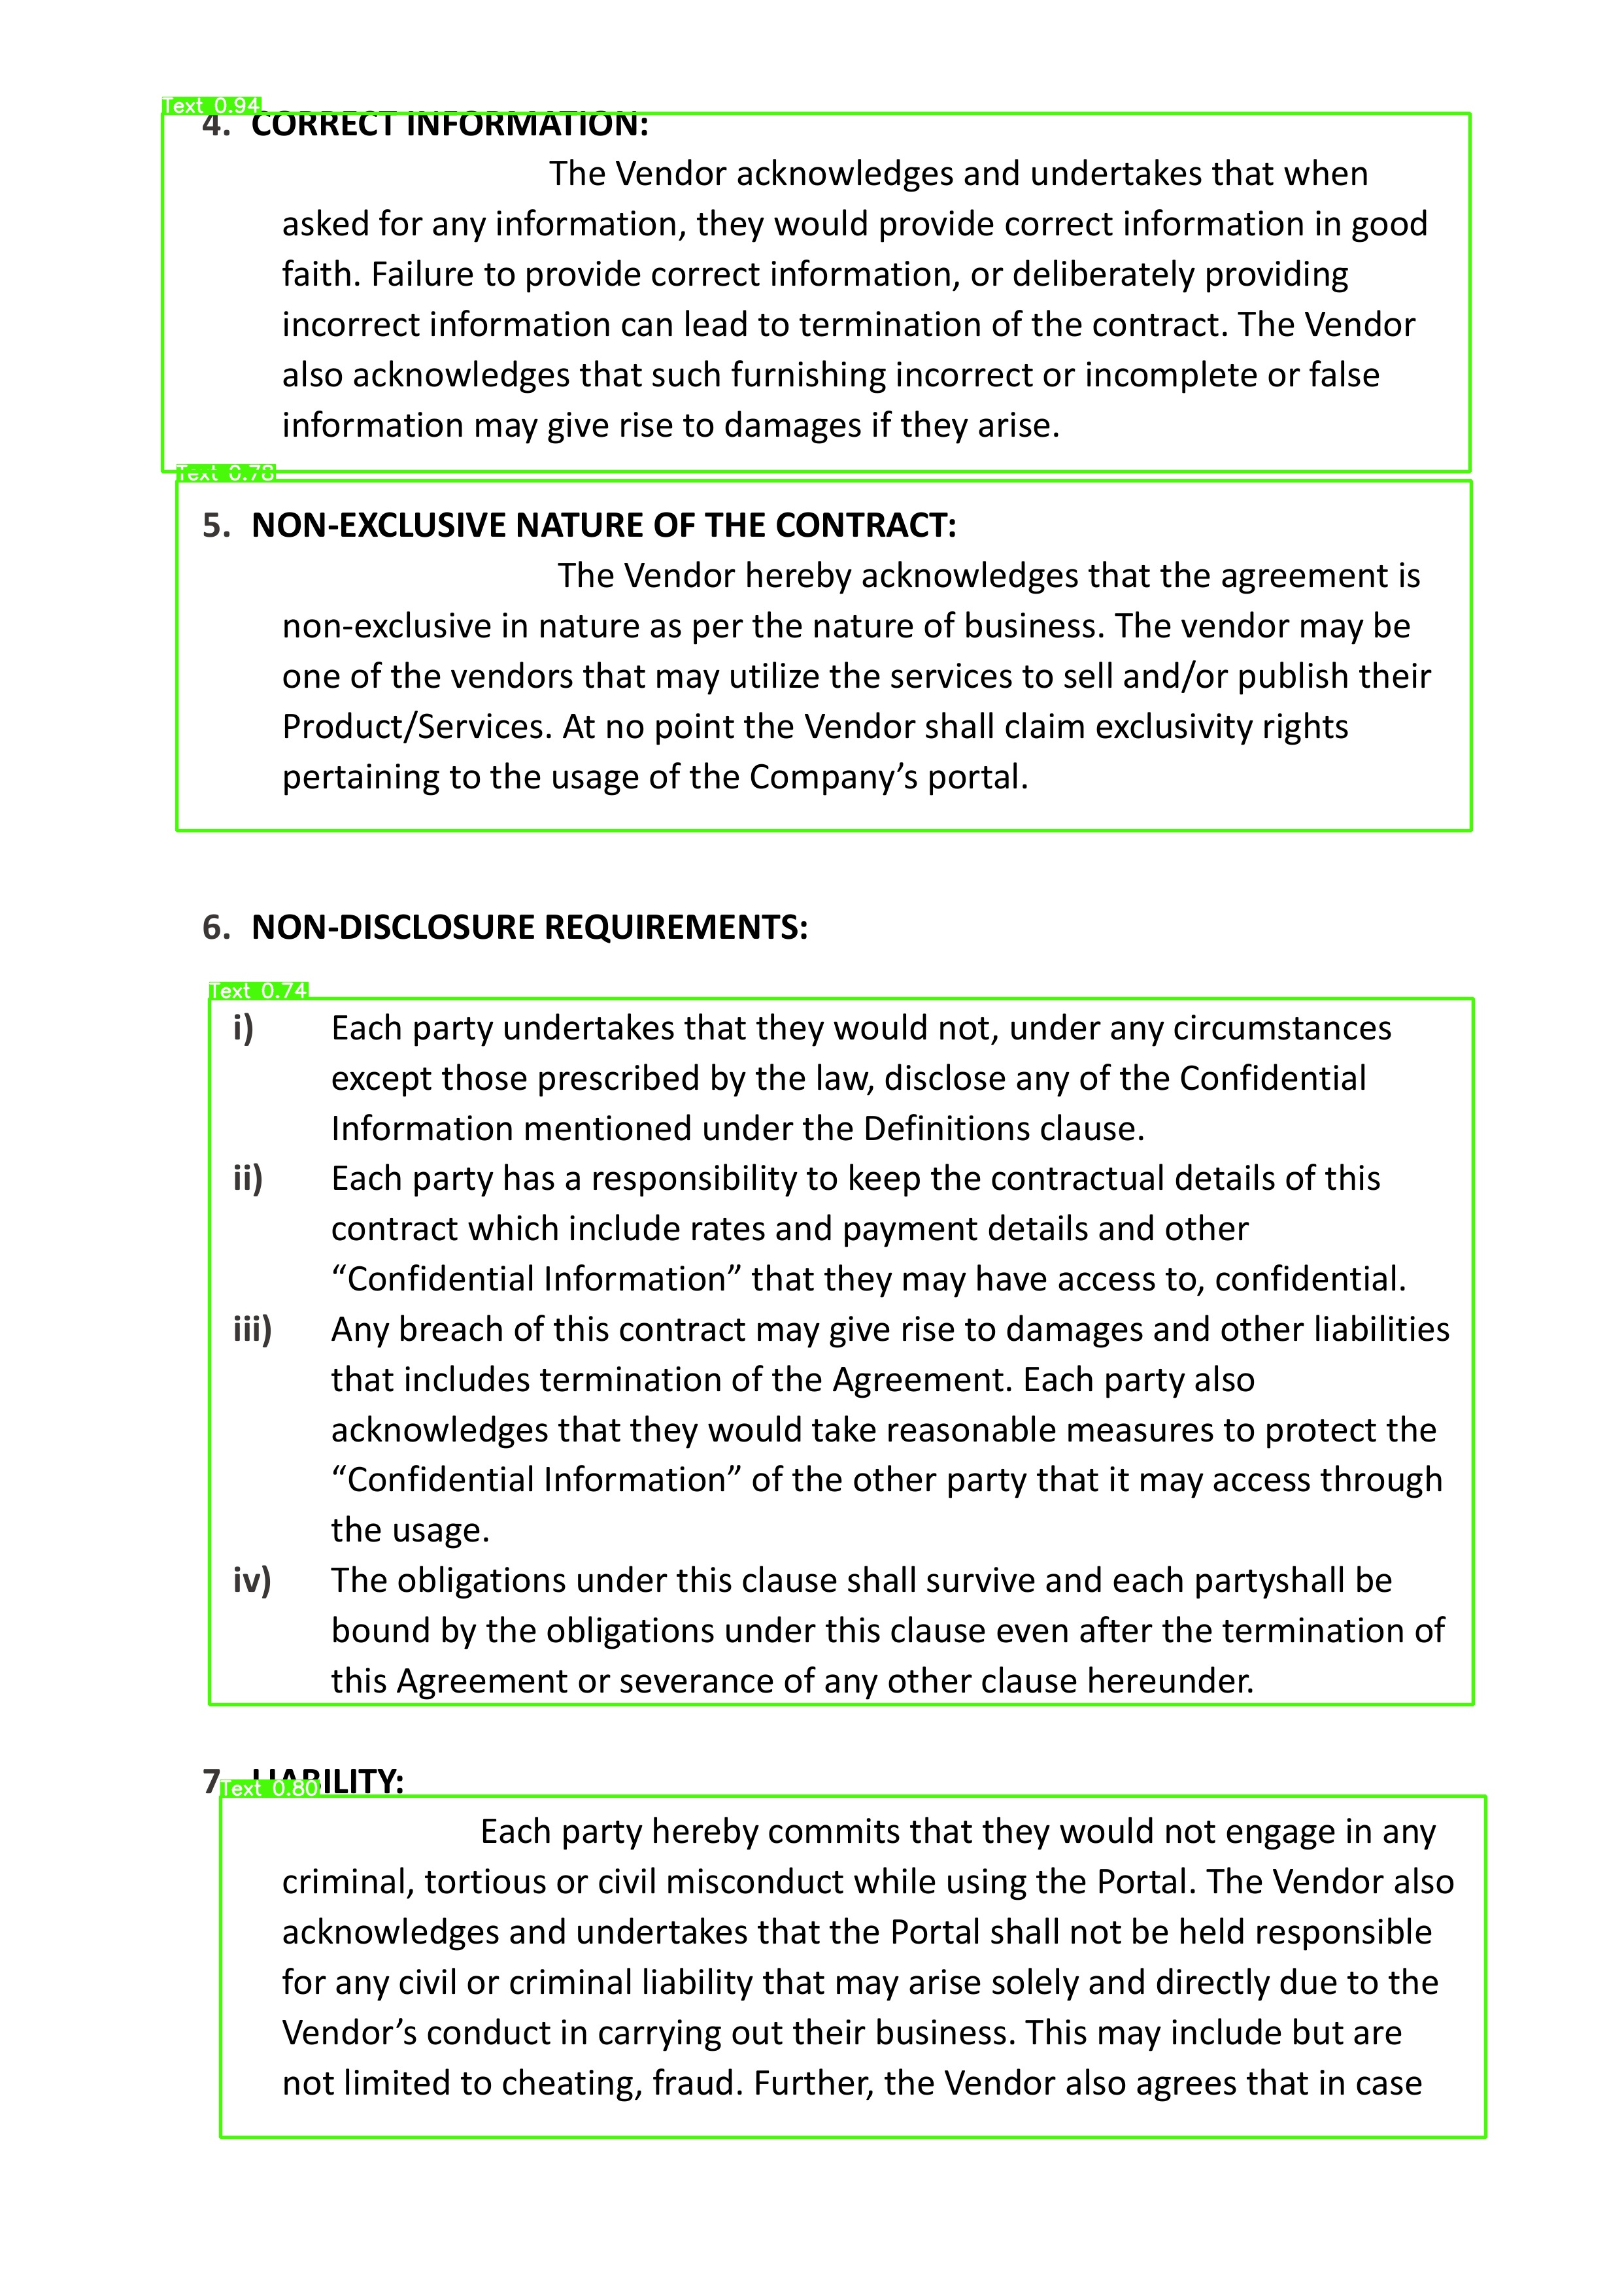 Text 0.94
4. CORRECT INFORMATION:
The Vendor acknowledges and undertakes that when
asked for any information, they would provide correct information in good
faith. Failure to provide correct information, or deliberately providing
incorrect information can lead to termination of the contract. The Vendor
also acknowledges that such furnishing incorrect or incomplete or false
information may give rise to damages if they arise.
Text 0.78
5. NON-EXCLUSIVE NATURE OF THE CONTRACT:
The Vendor hereby acknowledges that the agreement is
non-exclusive in nature as per the nature of business. The vendor may be
one of the vendors that may utilize the services to sell and/or publish their
Product/Services. At no point the Vendor shall claim exclusivity rights
pertaining to the usage of the Company’s portal.
6. NON-DISCLOSURE REQUIREMENTS:
Text 0.74
i) Each party undertakes that they would not, under any circumstances
except those prescribed by the law, disclose any of the Confidential
Information mentioned under the Definitions clause.
ii) Each party has a responsibility to keep the contractual details of this
contract which include rates and payment details and other
“Confidential Information” that they may have access to, confidential.
iii) Any breach of this contract may give rise to damages and other liabilities
that includes termination of the Agreement. Each party also
acknowledges that they would take reasonable measures to protect the
“Confidential Information” of the other party that it may access through
the usage.
iv) The obligations under this clause shall survive and each partyshall be
bound by the obligations under this clause even after the termination of
this Agreement or severance of any other clause hereunder.
7. LIABILITY:
Text 0.80
Each party hereby commits that they would not engage in any
criminal, tortious or civil misconduct while using the Portal. The Vendor also
acknowledges and undertakes that the Portal shall not be held responsible
for any civil or criminal liability that may arise solely and directly due to the
Vendor’s conduct in carrying out their business. This may include but are
not limited to cheating, fraud. Further, the Vendor also agrees that in case